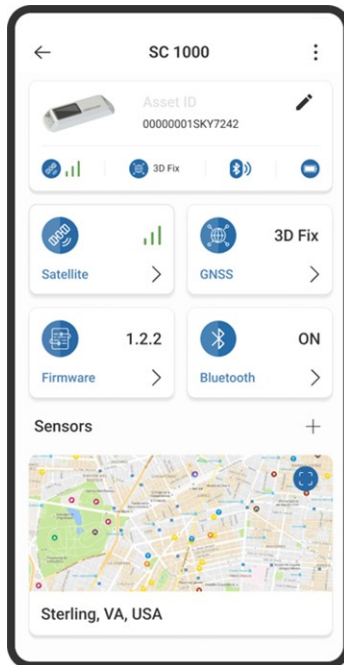 SC 1000
Asset ID
00000001SKY7242
3D Fix
Satellite
3D Fix
GNSS
1.2.2
Firmware
ON
Bluetooth
Sensors
Sterling, VA, USA